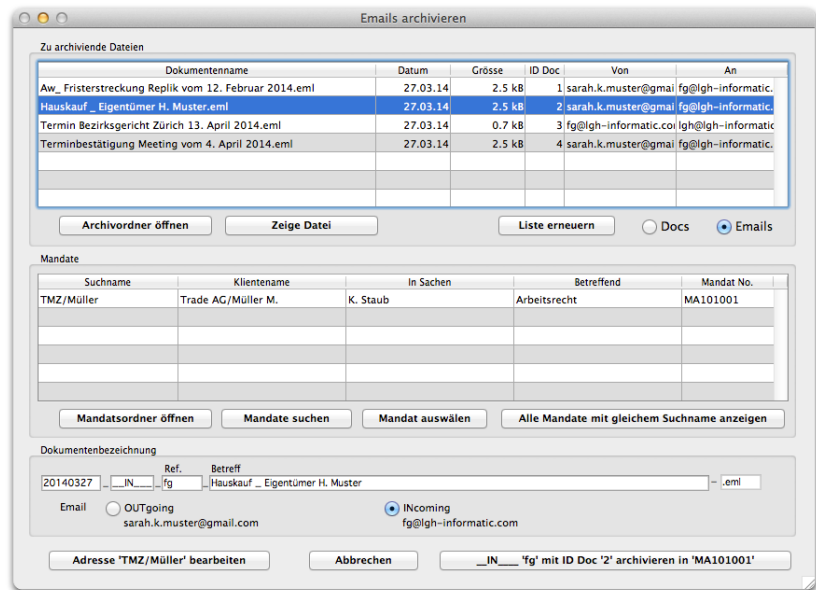 Emails archivieren
Zu archiviende Dateien
Dokumentenname Datum Grösse ID Doc Von An
Aw_ Fristerstreckung Replik vom 12. Februar 2014.eml 27.03.14 2.5 kB 1 sarah.k.muster@gmai fg@lgh-informatic.
Hauskauf _ Eigentümer H. Muster.eml 27.03.14 2.5 kB 2 sarah.k.muster@gmai fg@lgh-informatic.
Termin Bezirksgericht Zürich 13. April 2014.eml 27.03.14 0.7 kB 3 fg@lgh-informatic.co lgh@lgh-informatic
Terminbestätigung Meeting vom 4. April 2014.eml 27.03.14 2.5 kB 4 sarah.k.muster@gmai fg@lgh-informatic.
Archivordner öffnen Zeige Datei Liste erneuern Docs Emails
Mandate
Suchname Klientename In Sachen Betreffend Mandat No.
TMZ/Müller Trade AG/Müller M. K. Staub Arbeitsrecht MA101001
Mandatsordner öffnen Mandate suchen Mandat auswälen Alle Mandate mit gleichem Suchname anzeigen
Dokumentenbezeichnung
Ref. Betreff
20140327 _ __IN__ _ fg _ Hauskauf _ Eigentümer H. Muster - .eml
Email OUTgoing INcoming
sarah.k.muster@gmail.com fg@lgh-informatic.com
Adresse 'TMZ/Müller' bearbeiten Abbrechen __IN____ 'fg' mit ID Doc '2' archivieren in 'MA101001'